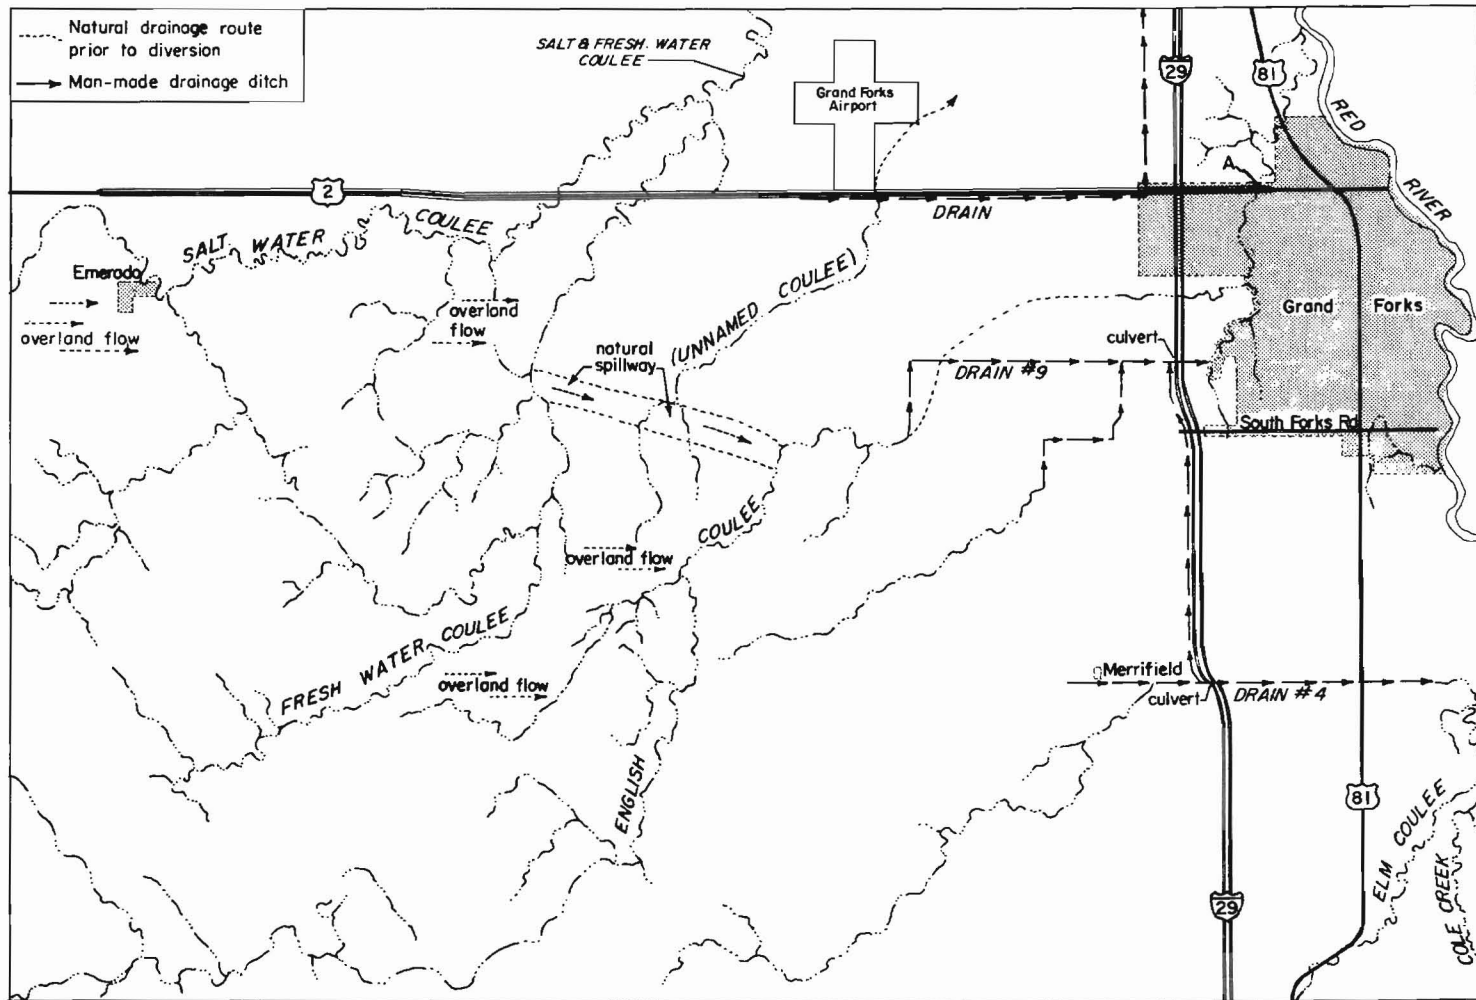 Natural drainage route
prior to diversion
Man-made drainage ditch
SALT & FRESH WATER
COULEE
Grand Forks
Airport
29
81
RED
RIVER
A
2
DRAIN
SALT WATER COULEE
Emerado
overland flow
overland
flow
natural
spillway
(UNNAMED COULEE)
culvert
DRAIN #9
Grand Forks
South Forks Rd
COULEE
overland flow
FRESH WATER COULEE
overland flow
ENGLISH
Merrifield
culvert
DRAIN #4
81
29
ELM COULEE
COLE CREEK